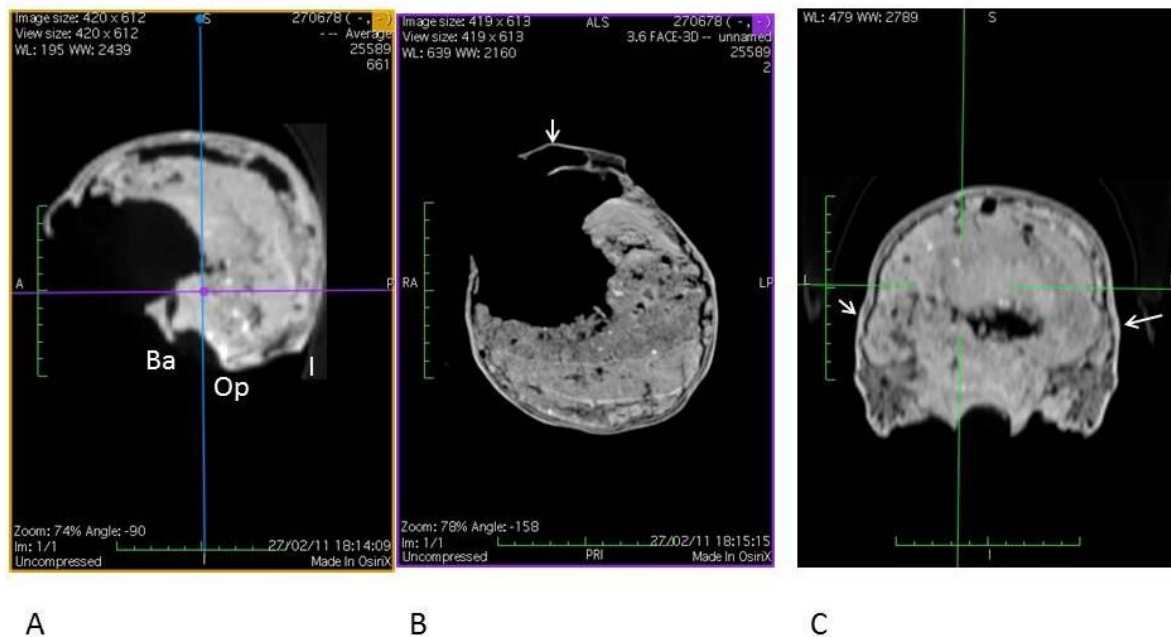 Image size: 420 x 612
View size: 420 x 612
WL: 195 WW: 2439
S
270678 ( -, -)
--- Average
25589
661
A
P
Ba
Op
I
Zoom: 74% Angle: -90
Im: 1/1
Uncompressed
I
27/02/11 18:14:09
Made In OsiriX
Image size: 419 x 613
View size: 419 x 613
WL: 639 WW: 2160
ALS
270678 ( -, -)
3.6 FACE-3D -- unnamed
25589
2
RA
LP
Zoom: 78% Angle: -158
Im: 1/1
Uncompressed
PRI
27/02/11 18:15:15
Made In OsiriX
WL: 479 WW: 2789
S
L
I
A
B
C